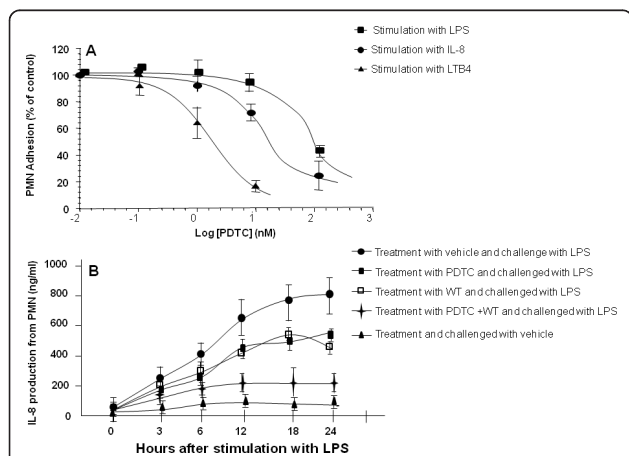 A
Stimulation with LPS
Stimulation with IL-8
Stimulation with LTB4
PMN Adhesion (% of control)
120
100
80
60
40
20
0
-2
-1
0
1
2
3
Log [PDTC] (nM)
B
Treatment with vehicle and challenge with LPS
Treatment with PDTC and challenged with LPS
Treatment with WT and challenged with LPS
Treatment with PDTC +WT and challenged with LPS
Treatment and challenged with vehicle
IL-8 production from PMN (ng/ml)
1000
800
600
400
200
0
0
3
6
12
18
24
Hours after stimulation with LPS